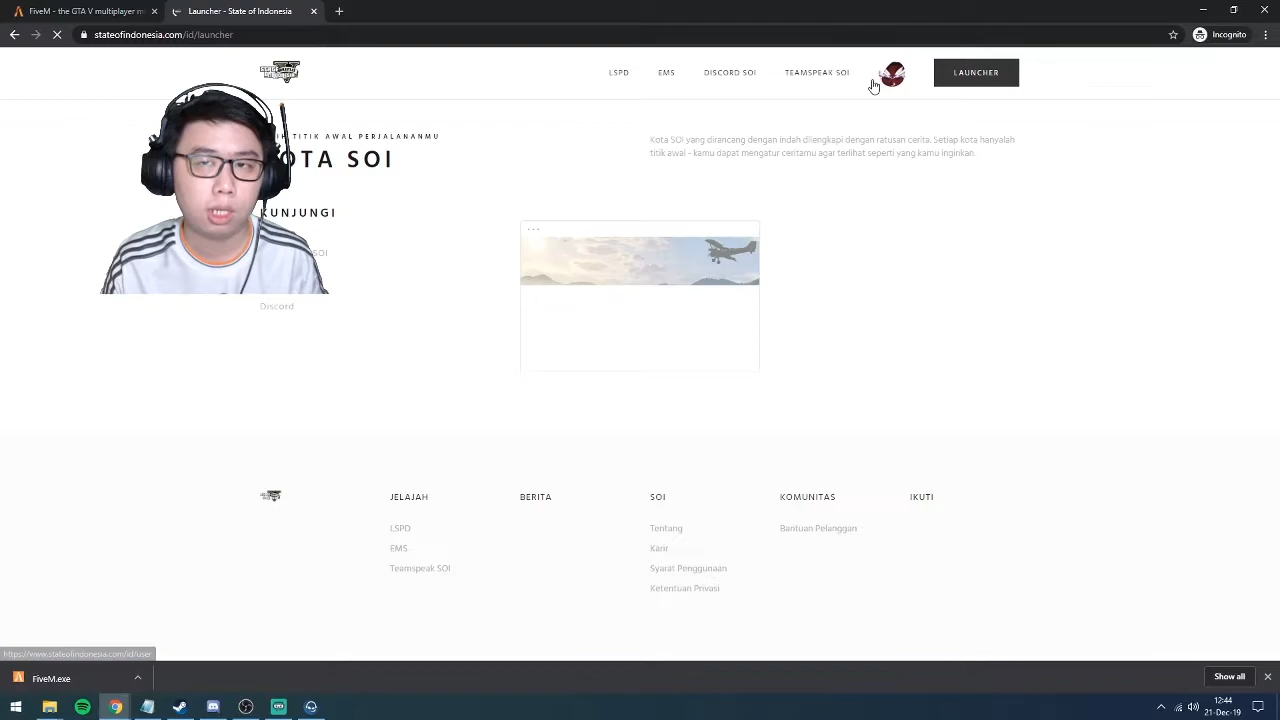 FiveM - the GTA V multiplayer m
Launcher - State of Indonesia
stateofindonesia.com/id/launcher
Incognito
LSPD
EMS
DISCORD SOI
TEAMSPEAK SOI
LAUNCHER
TITIK AWAL PERJALANANMU
OTA SOI
Kota SOI yang dirancang dengan indah dilengkapi dengan ratusan cerita. Setiap kota hanyalah
titik awal - kamu dapat mengatur ceritamu agar terlihat seperti yang kamu inginkan.
KUNJUNGI
SOI
Discord
JELAJAH
LSPD
EMS
Teamspeak SOI
BERITA
SOI
Tentang
Karir
Syarat Penggunaan
Ketentuan Privasi
KOMUNITAS
Bantuan Pelanggan
IKUTI
https://www.stateofindonesia.com/id/user
FiveM.exe
Show all
12:44
21-Dec-19